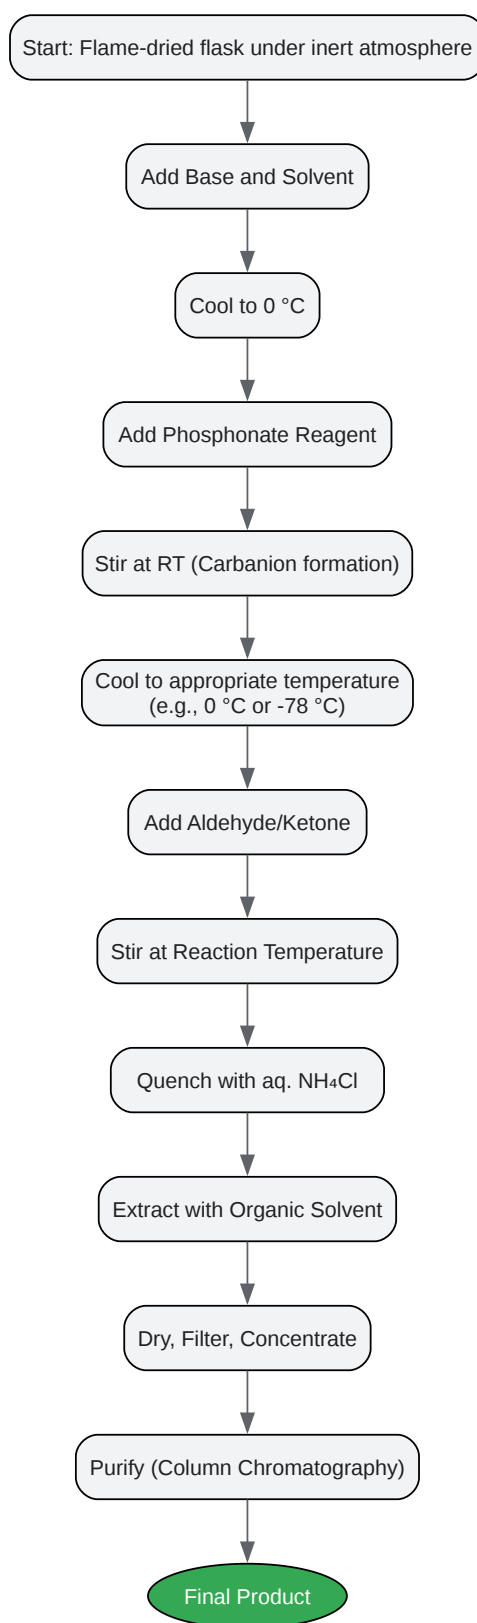 Start: Flame-dried flask under inert atmosphere
Add Base and Solvent
Cool to 0 °C
Add Phosphonate Reagent
Stir at RT (Carbanion formation)
Cool to appropriate temperature
(e.g., 0 °C or -78 °C)
Add Aldehyde/Ketone
Stir at Reaction Temperature
Quench with aq. NH₄Cl
Extract with Organic Solvent
Dry, Filter, Concentrate
Purify (Column Chromatography)
Final Product